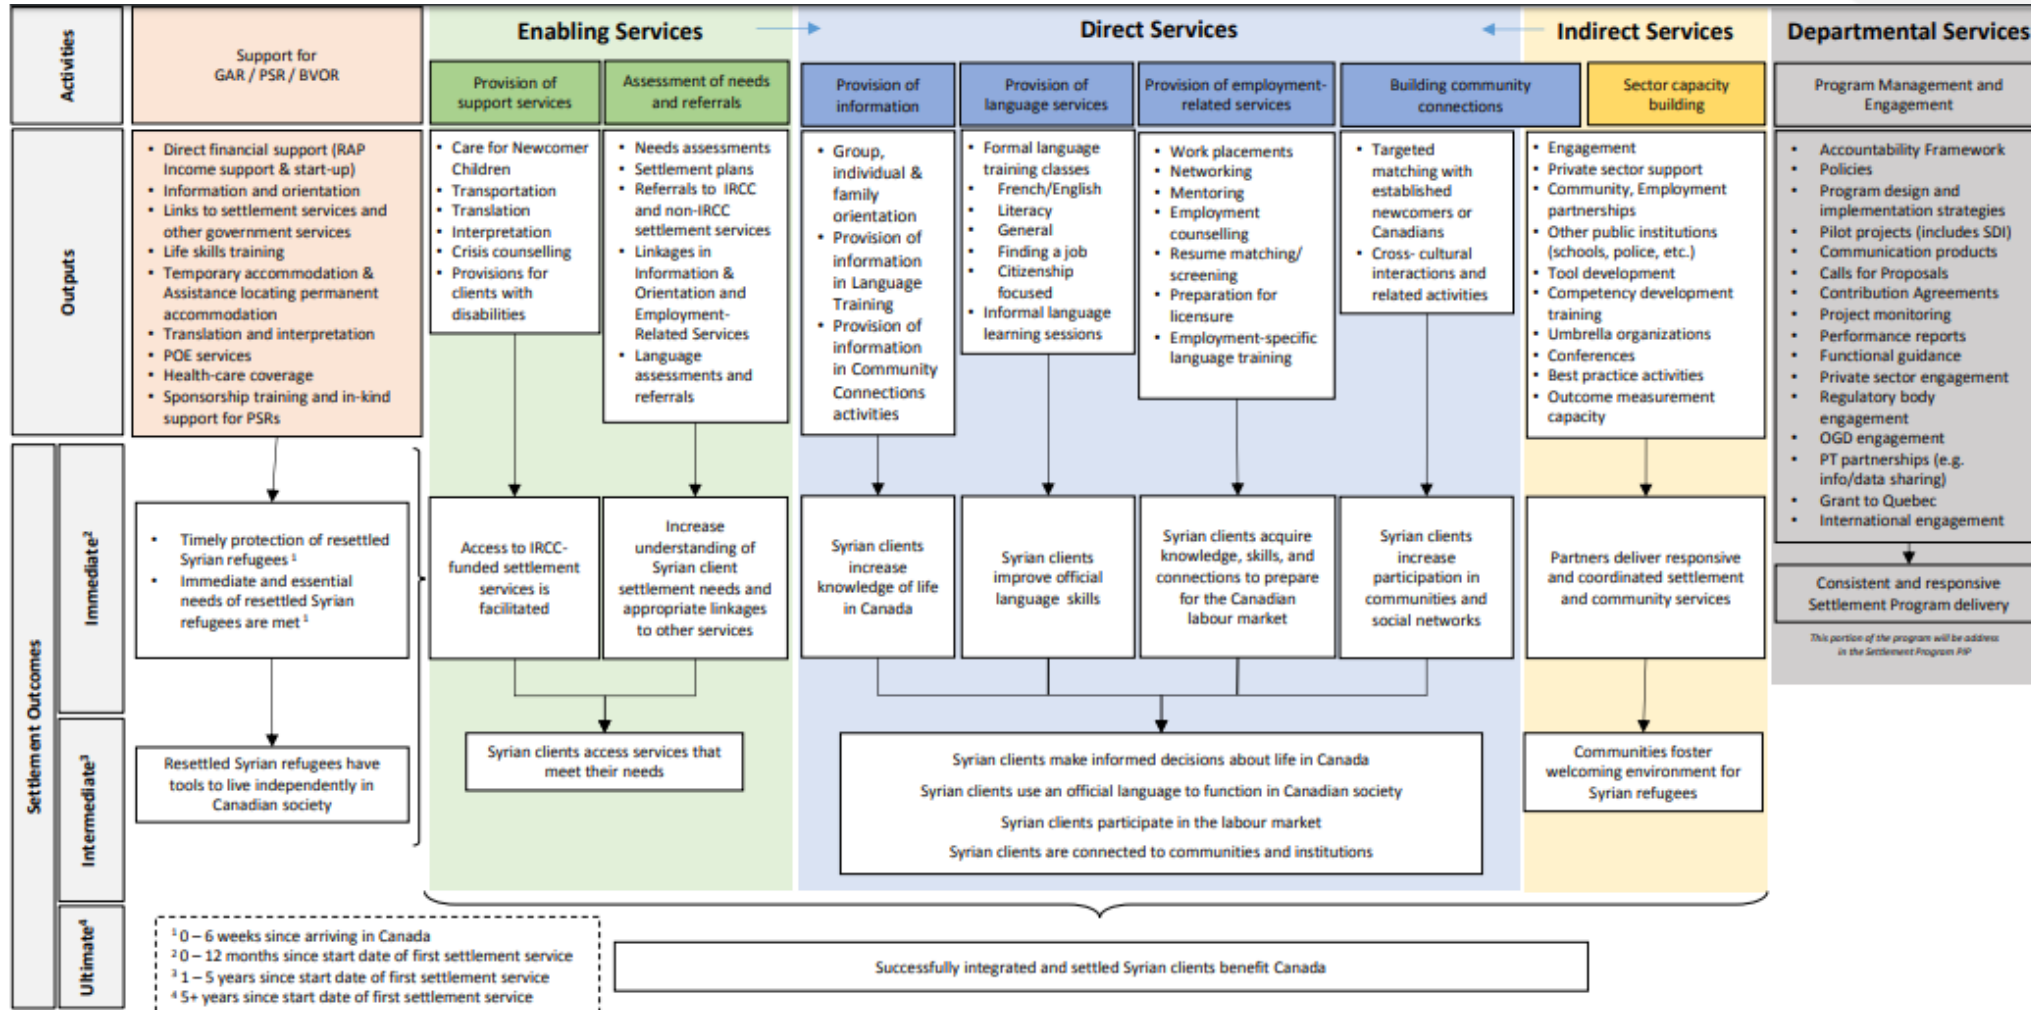 Activities
Support for
GAR / PSR / BVOR
Enabling Services
Direct Services
Indirect Services
Departmental Services
Provision of
support services
Assessment of needs
and referrals
Provision of
information
Provision of
language services
Provision of employment-
related services
Building community
connections
Sector capacity
building
Program Management and
Engagement
Outputs
• Direct financial support (RAP
Income support & start-up)
• Information and orientation
• Links to settlement services and
other government services
• Life skills training
• Temporary accommodation &
Assistance locating permanent
accommodation
• Translation and interpretation
• POE services
• Health-care coverage
• Sponsorship training and in-kind
support for PSRs
• Care for Newcomer
Children
• Transportation
• Translation
• Interpretation
• Crisis counselling
• Provisions for
clients with
disabilities
• Needs assessments
• Settlement plans
• Referrals to IRCC
and non-IRCC
settlement services
• Linkages in
Information &
Orientation and
Employment-
Related Services
• Language
assessments and
referrals
• Group,
individual &
family
orientation
• Provision of
information
in Language
Training
• Provision of
information
in Community
Connections
activities
• Formal language
training classes
• French/English
• Literacy
• General
• Finding a job
• Citizenship
focused
• Informal language
learning sessions
• Work placements
• Networking
• Mentoring
• Employment
counselling
• Resume matching/
screening
• Preparation for
licensure
• Employment-specific
language training
• Targeted
matching with
established
newcomers or
Canadians
• Cross- cultural
interactions and
related activities
• Engagement
• Private sector support
• Community, Employment
partnerships
• Other public institutions
(schools, police, etc.)
• Tool development
• Competency development
training
• Umbrella organizations
• Conferences
• Best practice activities
• Outcome measurement
capacity
• Accountability Framework
• Policies
• Program design and
implementation strategies
• Pilot projects (includes SDI)
• Communication products
• Calls for Proposals
• Contribution Agreements
• Project monitoring
• Performance reports
• Functional guidance
• Private sector engagement
• Regulatory body
engagement
• OGD engagement
• PT partnerships (e.g.
info/data sharing)
• Grant to Quebec
• International engagement
Settlement Outcomes
Immediate²
• Timely protection of resettled
Syrian refugees ¹
• Immediate and essential
needs of resettled Syrian
refugees are met ¹
Access to IRCC-
funded settlement
services is
facilitated
Increase
understanding of
Syrian client
settlement needs and
appropriate linkages
to other services
Syrian clients
increase
knowledge of life
in Canada
Syrian clients
improve official
language skills
Syrian clients acquire
knowledge, skills, and
connections to prepare
for the Canadian
labour market
Syrian clients
increase
participation in
communities and
social networks
Partners deliver responsive
and coordinated settlement
and community services
Consistent and responsive
Settlement Program delivery
This portion of the program will be address
in the Settlement Program PIP
Intermediate³
Resettled Syrian refugees have
tools to live independently in
Canadian society
Syrian clients access services that
meet their needs
Syrian clients make informed decisions about life in Canada
Syrian clients use an official language to function in Canadian society
Syrian clients participate in the labour market
Syrian clients are connected to communities and institutions
Communities foster
welcoming environment for
Syrian refugees
Ultimate⁴
¹ 0 – 6 weeks since arriving in Canada
² 0 – 12 months since start date of first settlement service
³ 1 – 5 years since start date of first settlement service
⁴ 5+ years since start date of first settlement service
Successfully integrated and settled Syrian clients benefit Canada